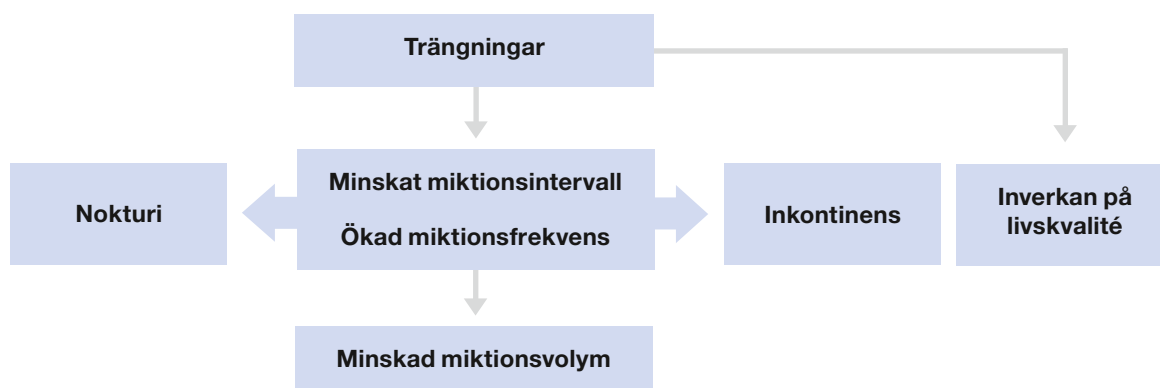 Trängningar
Minskat miktionsintervall
Ökad miktionsfrekvens
Nokturi
Inkontinens
Inverkan på
livskvalité
Minskad miktionsvolym